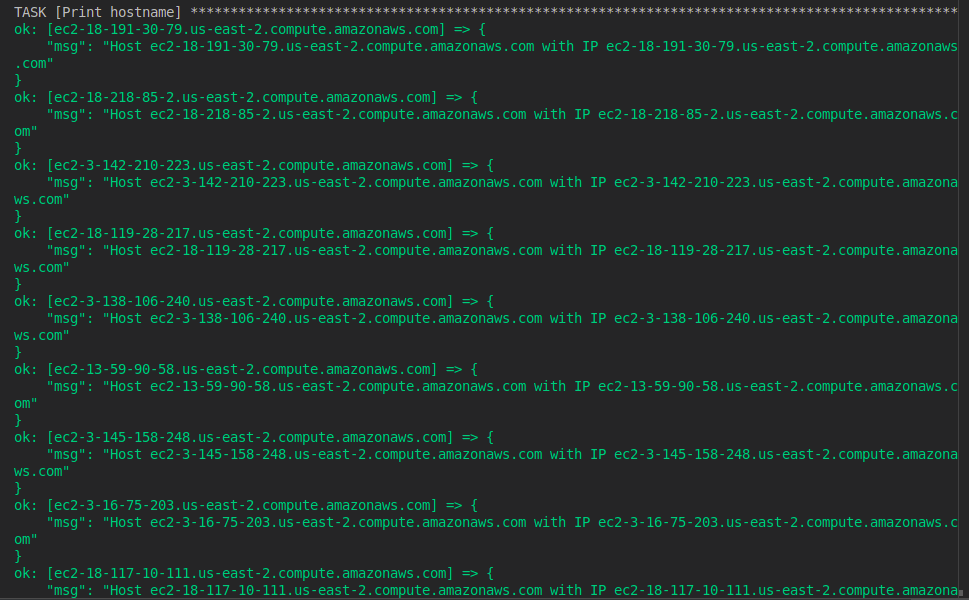 TASK [Print hostname] ***********************************************************************************************
ok: [ec2-18-191-30-79.us-east-2.compute.amazonaws.com] => {
    "msg": "Host ec2-18-191-30-79.us-east-2.compute.amazonaws.com with IP ec2-18-191-30-79.us-east-2.compute.amazonaws
.com"
}
ok: [ec2-18-218-85-2.us-east-2.compute.amazonaws.com] => {
    "msg": "Host ec2-18-218-85-2.us-east-2.compute.amazonaws.com with IP ec2-18-218-85-2.us-east-2.compute.amazonaws.c
om"
}
ok: [ec2-3-142-210-223.us-east-2.compute.amazonaws.com] => {
    "msg": "Host ec2-3-142-210-223.us-east-2.compute.amazonaws.com with IP ec2-3-142-210-223.us-east-2.compute.amazona
ws.com"
}
ok: [ec2-18-119-28-217.us-east-2.compute.amazonaws.com] => {
    "msg": "Host ec2-18-119-28-217.us-east-2.compute.amazonaws.com with IP ec2-18-119-28-217.us-east-2.compute.amazona
ws.com"
}
ok: [ec2-3-138-106-240.us-east-2.compute.amazonaws.com] => {
    "msg": "Host ec2-3-138-106-240.us-east-2.compute.amazonaws.com with IP ec2-3-138-106-240.us-east-2.compute.amazona
ws.com"
}
ok: [ec2-13-59-90-58.us-east-2.compute.amazonaws.com] => {
    "msg": "Host ec2-13-59-90-58.us-east-2.compute.amazonaws.com with IP ec2-13-59-90-58.us-east-2.compute.amazonaws.c
om"
}
ok: [ec2-3-145-158-248.us-east-2.compute.amazonaws.com] => {
    "msg": "Host ec2-3-145-158-248.us-east-2.compute.amazonaws.com with IP ec2-3-145-158-248.us-east-2.compute.amazona
ws.com"
}
ok: [ec2-3-16-75-203.us-east-2.compute.amazonaws.com] => {
    "msg": "Host ec2-3-16-75-203.us-east-2.compute.amazonaws.com with IP ec2-3-16-75-203.us-east-2.compute.amazonaws.c
om"
}
ok: [ec2-18-117-10-111.us-east-2.compute.amazonaws.com] => {
    "msg": "Host ec2-18-117-10-111.us-east-2.compute.amazonaws.com with IP ec2-18-117-10-111.us-east-2.compute.amazona